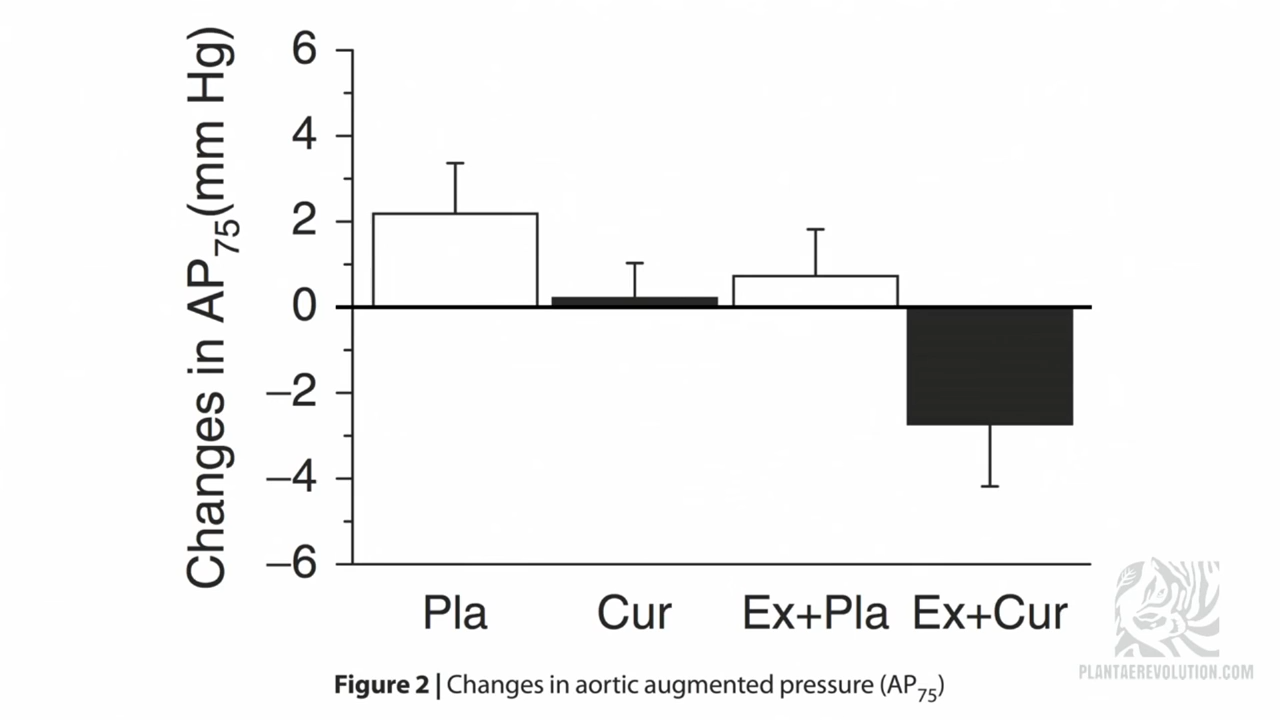 Changes in AP75(mm Hg)
6
4
2
0
–2
–4
–6
Pla Cur Ex+Pla Ex+Cur
Figure 2 | Changes in aortic augmented pressure (AP75)
PLANTAEREVOLUTION.COM